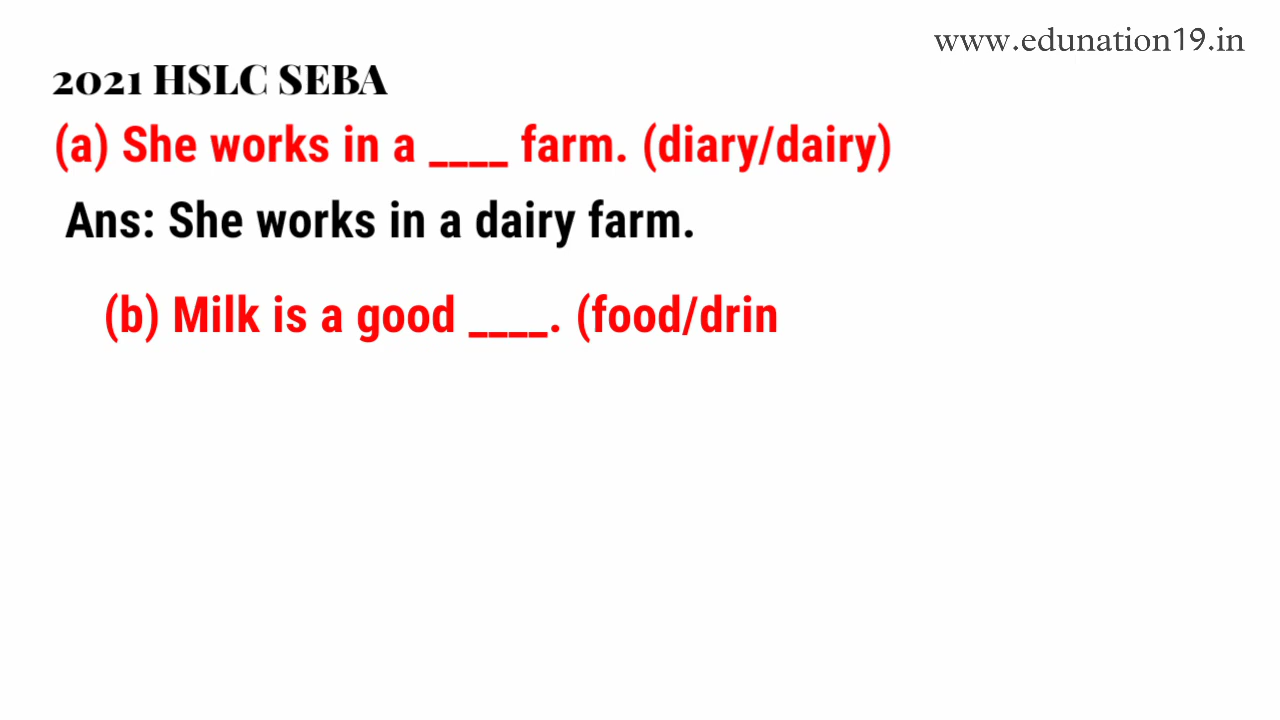 www.edunation19.in
2021 HSLC SEBA
(a) She works in a ____ farm. (diary/dairy)
Ans: She works in a dairy farm.
(b) Milk is a good ____. (food/drin